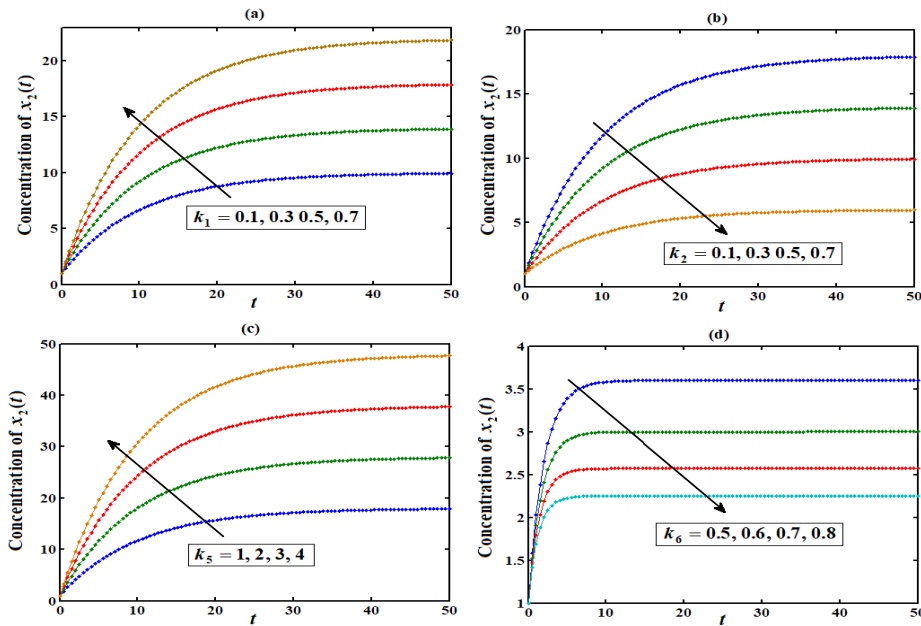 (a)
Concentration of x₂(t)
20
15
10
5
0
0 10 20 30 40 50
t
k₁ = 0.1, 0.3 0.5, 0.7
(b)
Concentration of x₂(t)
20
15
10
5
0
0 10 20 30 40 50
t
k₂ = 0.1, 0.3 0.5, 0.7
(c)
Concentration of x₂(t)
50
40
30
20
10
0
0 10 20 30 40 50
t
k₅ = 1, 2, 3, 4
(d)
Concentration of x₂(t)
4
3.5
3
2.5
2
1.5
1
0 10 20 30 40 50
t
k₆ = 0.5, 0.6, 0.7, 0.8